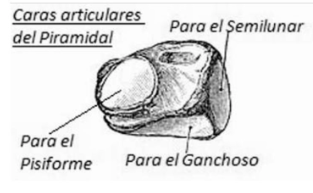 Caras articulares
del Piramidal
Para el Semilunar
Para el
Pisiforme
Para el Ganchoso